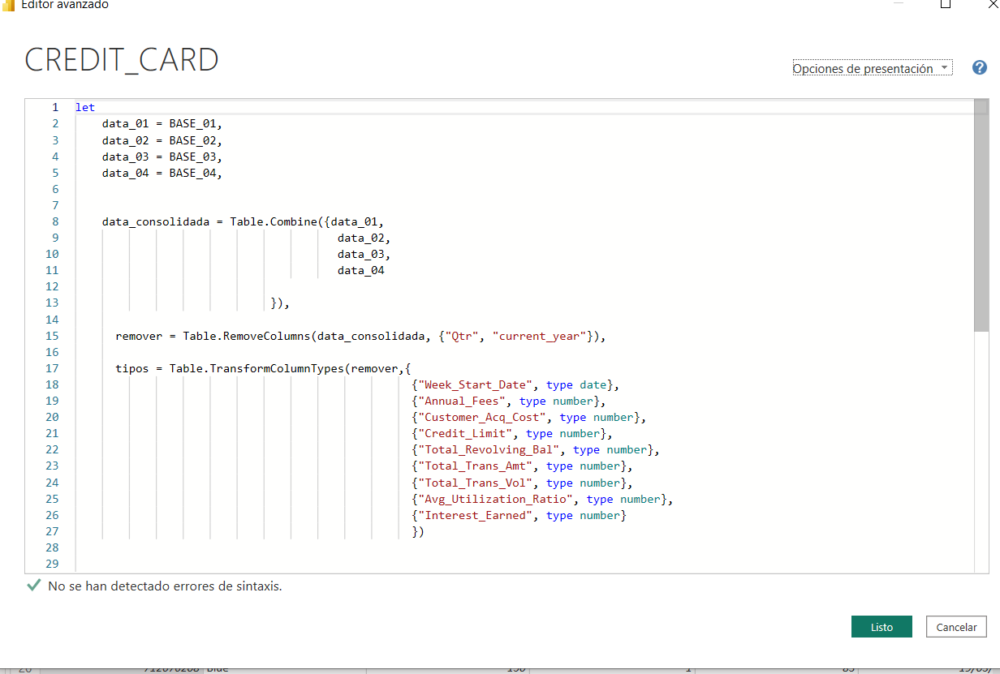 Editor avanzado
CREDIT_CARD
Opciones de presentación
?
1 let
2 data_01 = BASE_01,
3 data_02 = BASE_02,
4 data_03 = BASE_03,
5 data_04 = BASE_04,
6
7
8 data_consolidada = Table.Combine({data_01,
9 data_02,
10 data_03,
11 data_04
12
13 }),
14
15 remover = Table.RemoveColumns(data_consolidada, {"Qtr", "current_year"}),
16
17 tipos = Table.TransformColumnTypes(remover,{
18 {"Week_Start_Date", type date},
19 {"Annual_Fees", type number},
20 {"Customer_Acq_Cost", type number},
21 {"Credit_Limit", type number},
22 {"Total_Revolving_Bal", type number},
23 {"Total_Trans_Amt", type number},
24 {"Total_Trans_Vol", type number},
25 {"Avg_Utilization_Ratio", type number},
26 {"Interest_Earned", type number}
27 })
28
29
No se han detectado errores de sintaxis.
Listo
Cancelar